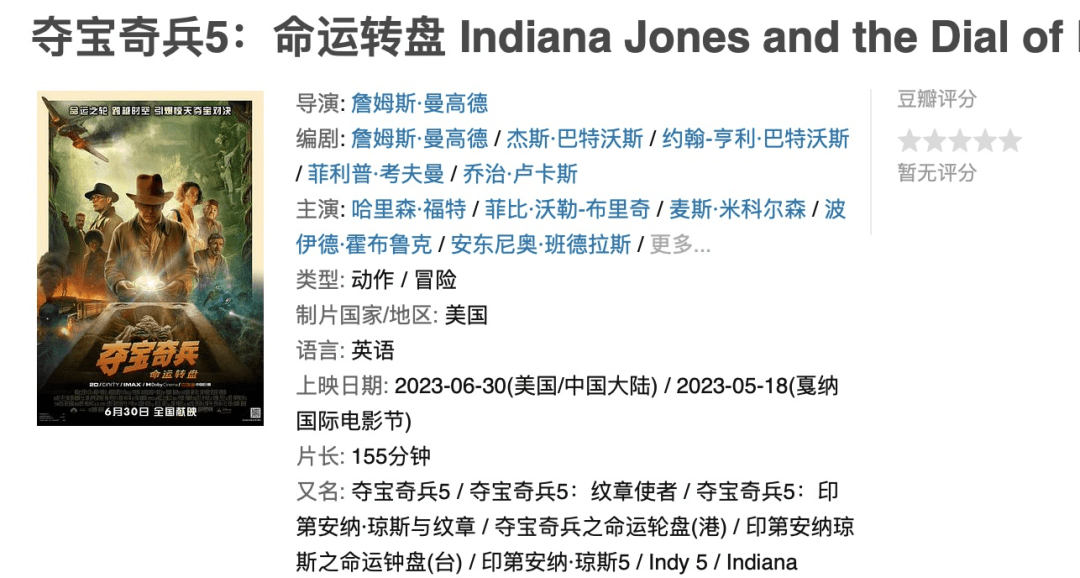 夺宝奇兵5：命运转盘 Indiana Jones and the Dial of
命运之轮 跨越时空 引爆惊天夺宝对决
夺宝奇兵
命运转盘
6月30日 全国献映
导演: 詹姆斯·曼高德
编剧: 詹姆斯·曼高德 / 杰斯·巴特沃斯 / 约翰-亨利·巴特沃斯
/ 菲利普·考夫曼 / 乔治·卢卡斯
主演: 哈里森·福特 / 菲比·沃勒-布里奇 / 麦斯·米科尔森 / 波
伊德·霍布鲁克 / 安东尼奥·班德拉斯 / 更多...
类型: 动作 / 冒险
制片国家/地区: 美国
语言: 英语
上映日期: 2023-06-30(美国/中国大陆) / 2023-05-18(戛纳
国际电影节)
片长: 155分钟
又名: 夺宝奇兵5 / 夺宝奇兵5：纹章使者 / 夺宝奇兵5：印
第安纳·琼斯与纹章 / 夺宝奇兵之命运轮盘(港) / 印第安纳琼
斯之命运钟盘(台) / 印第安纳·琼斯5 / Indy 5 / Indiana
豆瓣评分
暂无评分